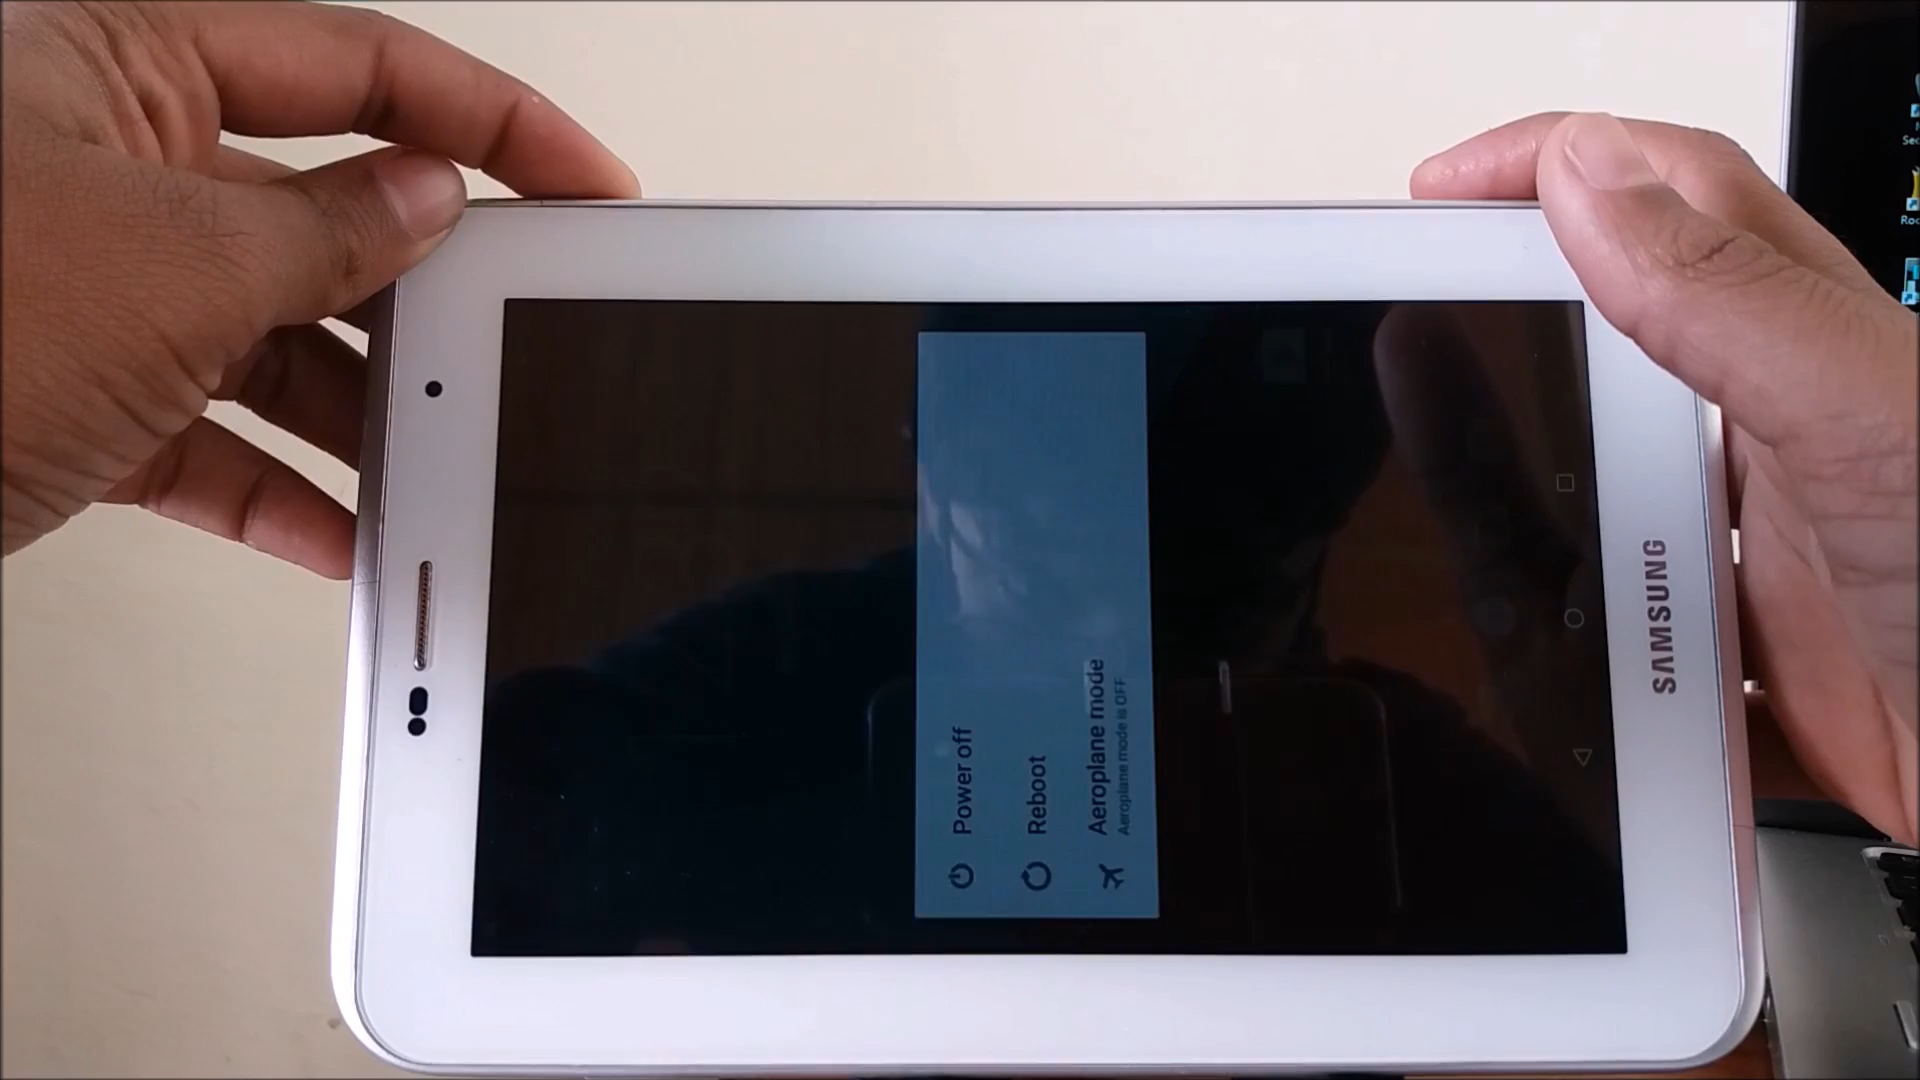 Power off
Reboot
Aeroplane mode
Aeroplane mode is OFF
SAMSUNG